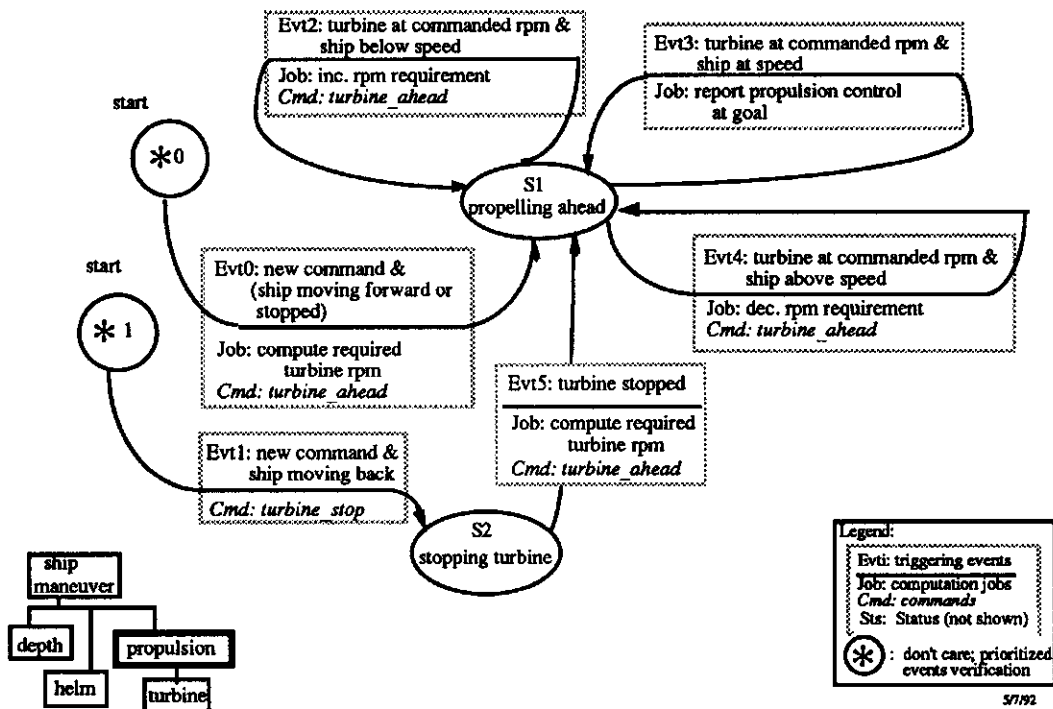 Evt2: turbine at commanded rpm &
ship below speed
Job: inc. rpm requirement
Cmd: turbine_ahead
Evt3: turbine at commanded rpm &
ship at speed
Job: report propulsion control
at goal
start
*0
S1
propelling ahead
Evt0: new command &
(ship moving forward or
stopped)
Job: compute required
turbine rpm
Cmd: turbine_ahead
Evt4: turbine at commanded rpm &
ship above speed
Job: dec. rpm requirement
Cmd: turbine_ahead
start
* 1
Evt5: turbine stopped
Job: compute required
turbine rpm
Cmd: turbine_ahead
Evt1: new command &
ship moving back
Cmd: turbine_stop
S2
stopping turbine
ship
maneuver
depth
propulsion
helm
turbine
Legend:
Evti: triggering events
Job: computation jobs
Cmd: commands
Sts: Status (not shown)
* : don't care; prioritized
events verification
5/7/92